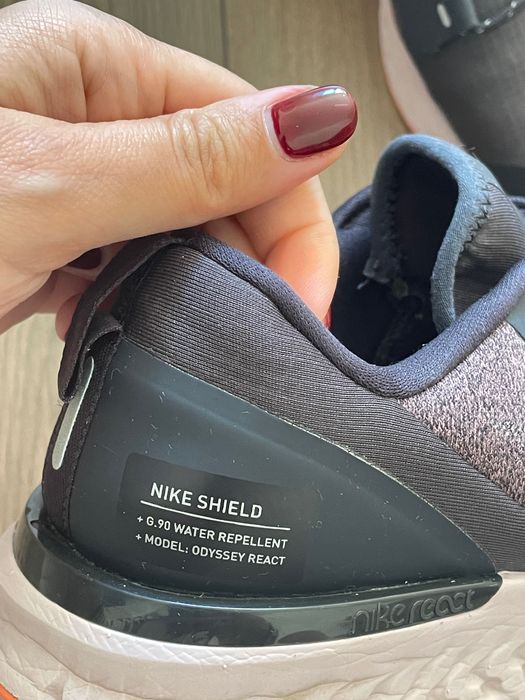 NIKE SHIELD
+ G.90 WATER REPELLENT
+ MODEL: ODYSSEY REACT
nike react